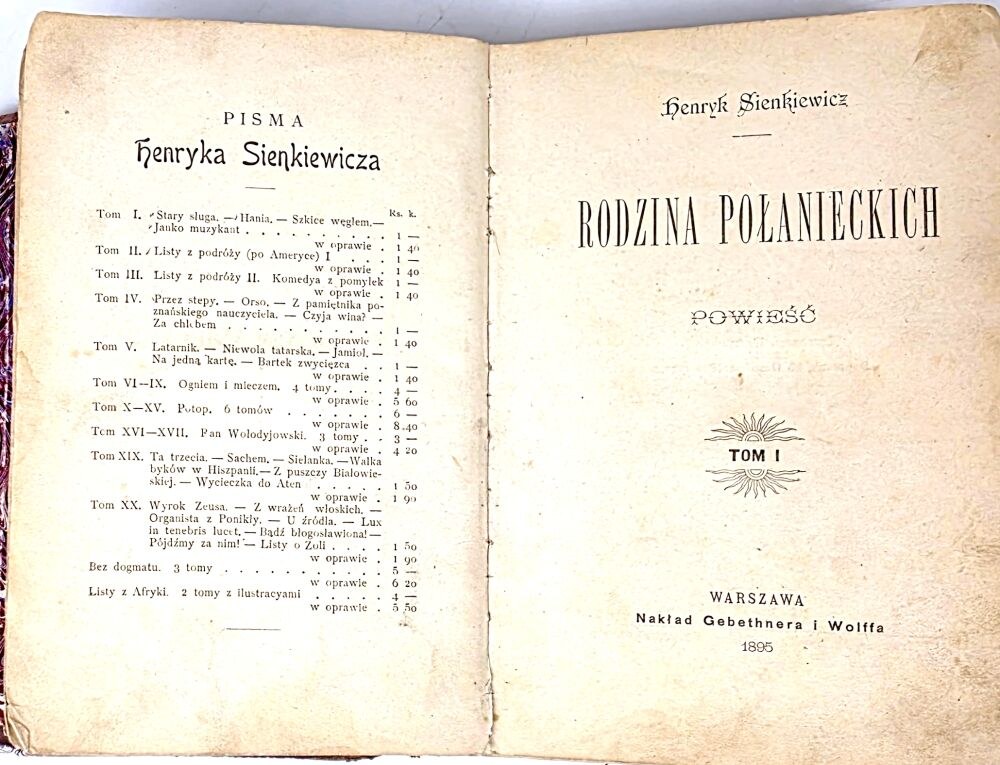 PISMA
Henryka Sienkiewicza
Rs. k.
Tom I. Stary sługa. — Hania. — Szkice węglem. —
Janko muzykant . . . . . . . . . . 1 —
w oprawie . 1 40
Tom II. Listy z podróży (po Ameryce) I . . . 1 —
w oprawie . 1 40
Tom III. Listy z podróży II. Komedya z pomyłek 1 —
w oprawie . 1 40
Tom IV. Przez stepy. — Orso. — Z pamiętnika po-
znańskiego nauczyciela. — Czyja wina? —
Za chlebem . . . . . . . . . . . 1 —
w oprawie . 1 40
Tom V. Latarnik. — Niewola tatarska. — Jamioł. —
Na jedną kartę. — Bartek zwycięzca . . 1 —
w oprawie . 1 40
Tom VI—IX. Ogniem i mieczem. 4 tomy . . . . 4 —
w oprawie . 5 60
Tom X—XV. Potop. 6 tomów . . . . . . . 6 —
w oprawie . 8.40
Tom XVI—XVII. Pan Wołodyjowski. 3 tomy . . 3 —
w oprawie . 4 20
Tom XIX. Ta trzecia. — Sachem. — Sielanka. — Walka
byków w Hiszpanii. — Z puszczy Białowie-
skiej. — Wycieczka do Aten . . . . . 1 50
w oprawie . 1 90
Tom XX. Wyrok Zeusa. — Z wrażeń włoskich. —
Organista z Ponikły. — U źródła. — Lux
in tenebris lucet. — Bądź błogosławiona! —
Pójdźmy za nim! — Listy o Zoli . . . . 1 50
w oprawie . 1 90
Bez dogmatu. 3 tomy . . . . . . . . . . 5 —
w oprawie . 6 20
Listy z Afryki. 2 tomy z ilustracyami . . . . . 4 —
w oprawie . 5 50
Henryk Sienkiewicz
RODZINA POŁANIECKICH
POWIEŚĆ
TOM I
WARSZAWA
Nakład Gebethnera i Wolffa
1895